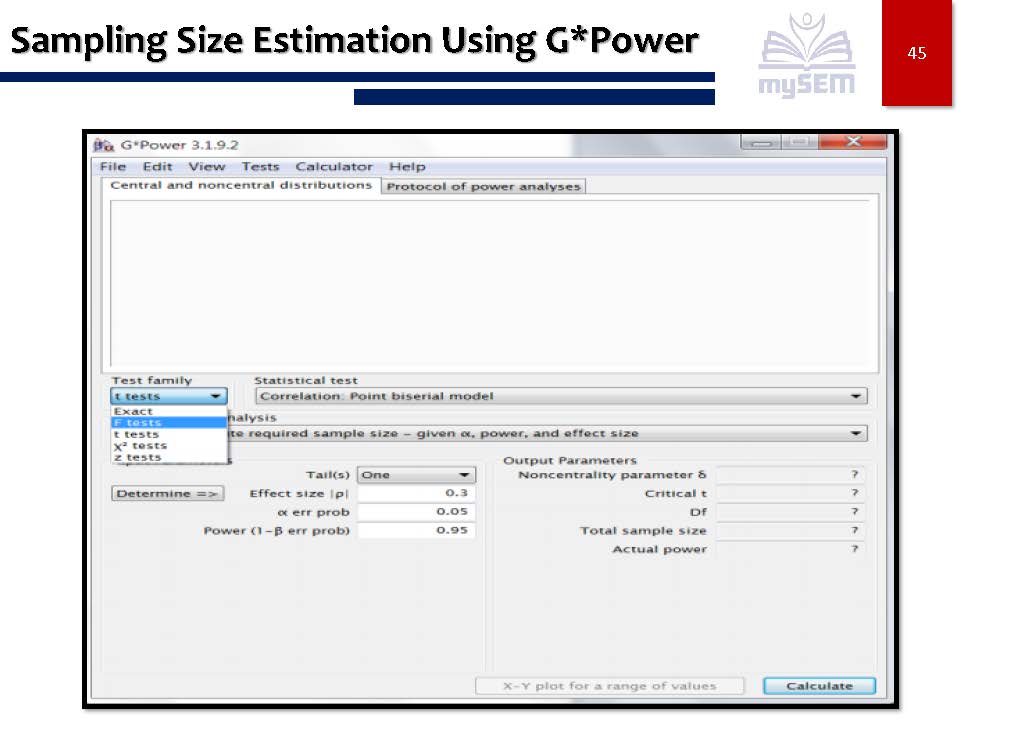 Sampling Size Estimation Using G*Power
mySEM
45
G*Power 3.1.9.2
File Edit View Tests Calculator Help
Central and noncentral distributions Protocol of power analyses
Test family Statistical test
t tests Correlation: Point biserial model
Exact
F tests nalysis
t tests te required sample size – given α, power, and effect size
χ² tests
z tests
Output Parameters
Tail(s) One Noncentrality parameter δ ?
Determine => Effect size |ρ| 0.3 Critical t ?
α err prob 0.05 Df ?
Power (1-β err prob) 0.95 Total sample size ?
Actual power ?
X-Y plot for a range of values Calculate